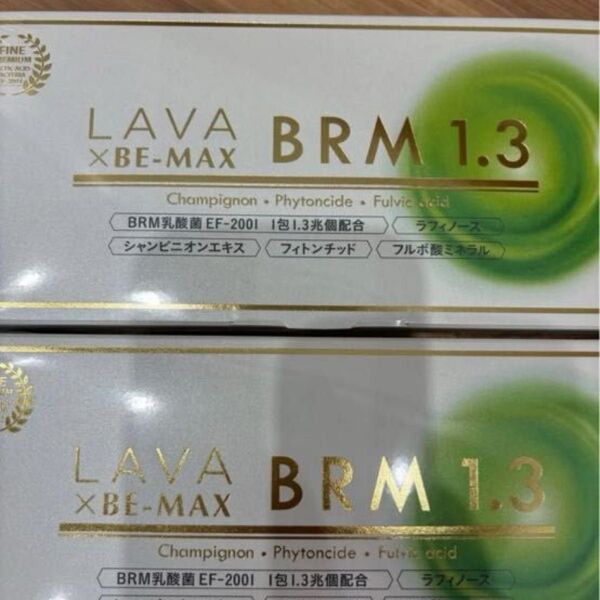 FINE
PREMIUM
LAVA
×BE-MAX
BRM 1.3
Champignon • Phytoncide • Fulvic acid
BRM乳酸菌 EF-2001 1包1.3兆個配合 ラフィノース
シャンピニオンエキス フィトンチッド フルボ酸ミネラル
LAVA
×BE-MAX
BRM 1.3
Champignon • Phytoncide • Fulvic acid
BRM乳酸菌 EF-2001 1包1.3兆個配合 ラフィノース